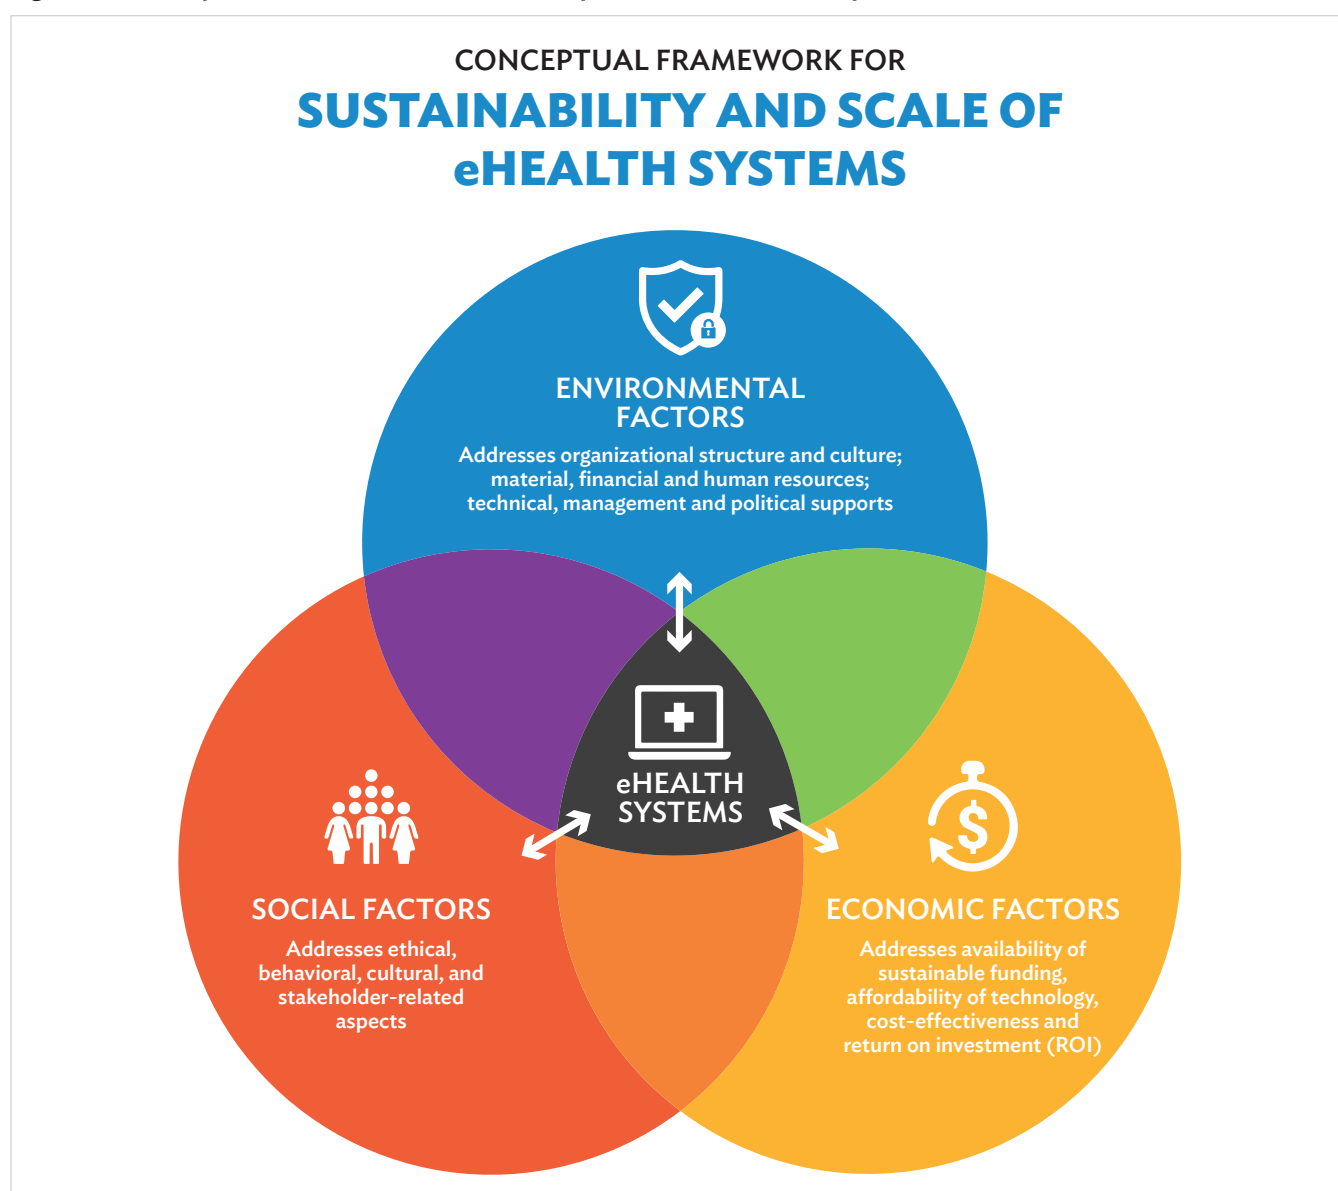 CONCEPTUAL FRAMEWORK FOR
SUSTAINABILITY AND SCALE OF
eHEALTH SYSTEMS
ENVIRONMENTAL
FACTORS
Addresses organizational structure and culture;
material, financial and human resources;
technical, management and political supports
eHEALTH
SYSTEMS
$
SOCIAL FACTORS
Addresses ethical,
behavioral, cultural, and
stakeholder-related
aspects
ECONOMIC FACTORS
Addresses availability of
sustainable funding,
affordability of technology,
cost-effectiveness and
return on investment (ROI)